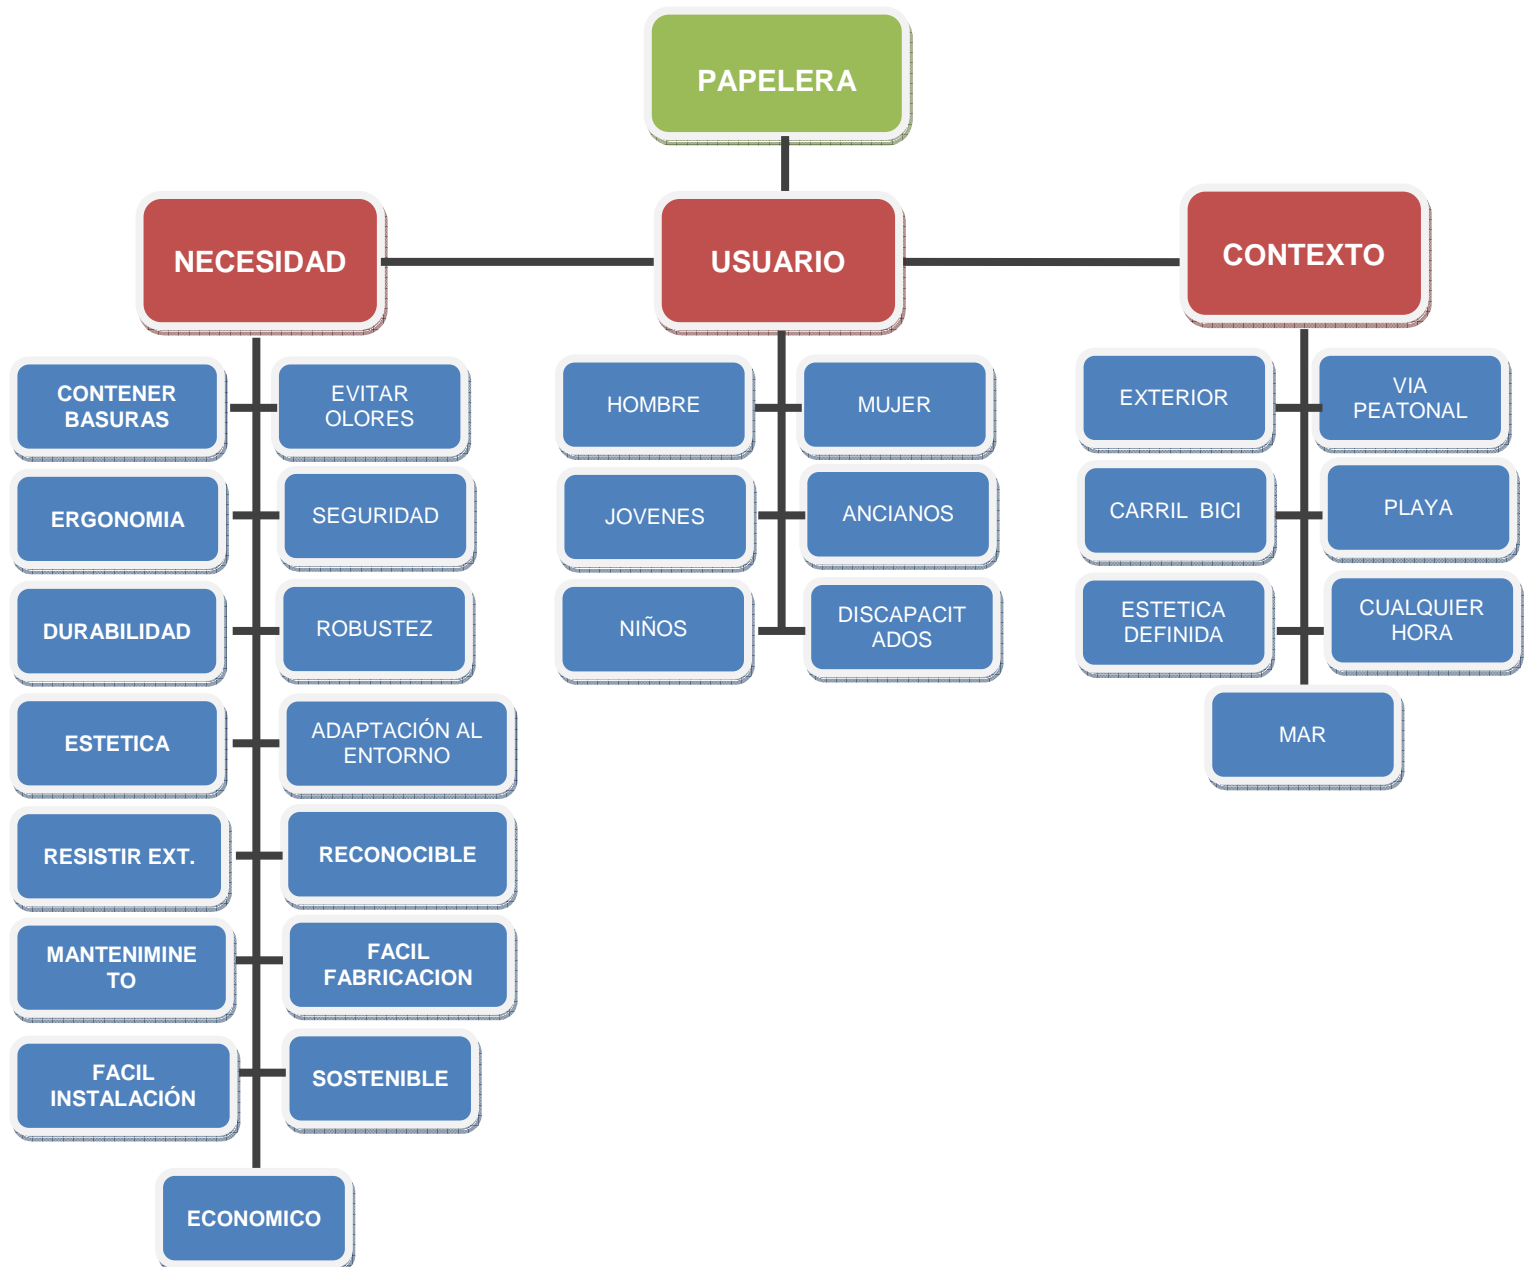 PAPELERA
NECESIDAD
USUARIO
CONTEXTO
CONTENER
BASURAS
EVITAR
OLORES
ERGONOMIA
SEGURIDAD
DURABILIDAD
ROBUSTEZ
ESTETICA
ADAPTACIÓN AL
ENTORNO
RESISTIR EXT.
RECONOCIBLE
MANTENIMINE
TO
FACIL
FABRICACION
FACIL
INSTALACIÓN
SOSTENIBLE
ECONOMICO
HOMBRE
MUJER
JOVENES
ANCIANOS
NIÑOS
DISCAPACIT
ADOS
EXTERIOR
VIA
PEATONAL
CARRIL BICI
PLAYA
ESTETICA
DEFINIDA
CUALQUIER
HORA
MAR